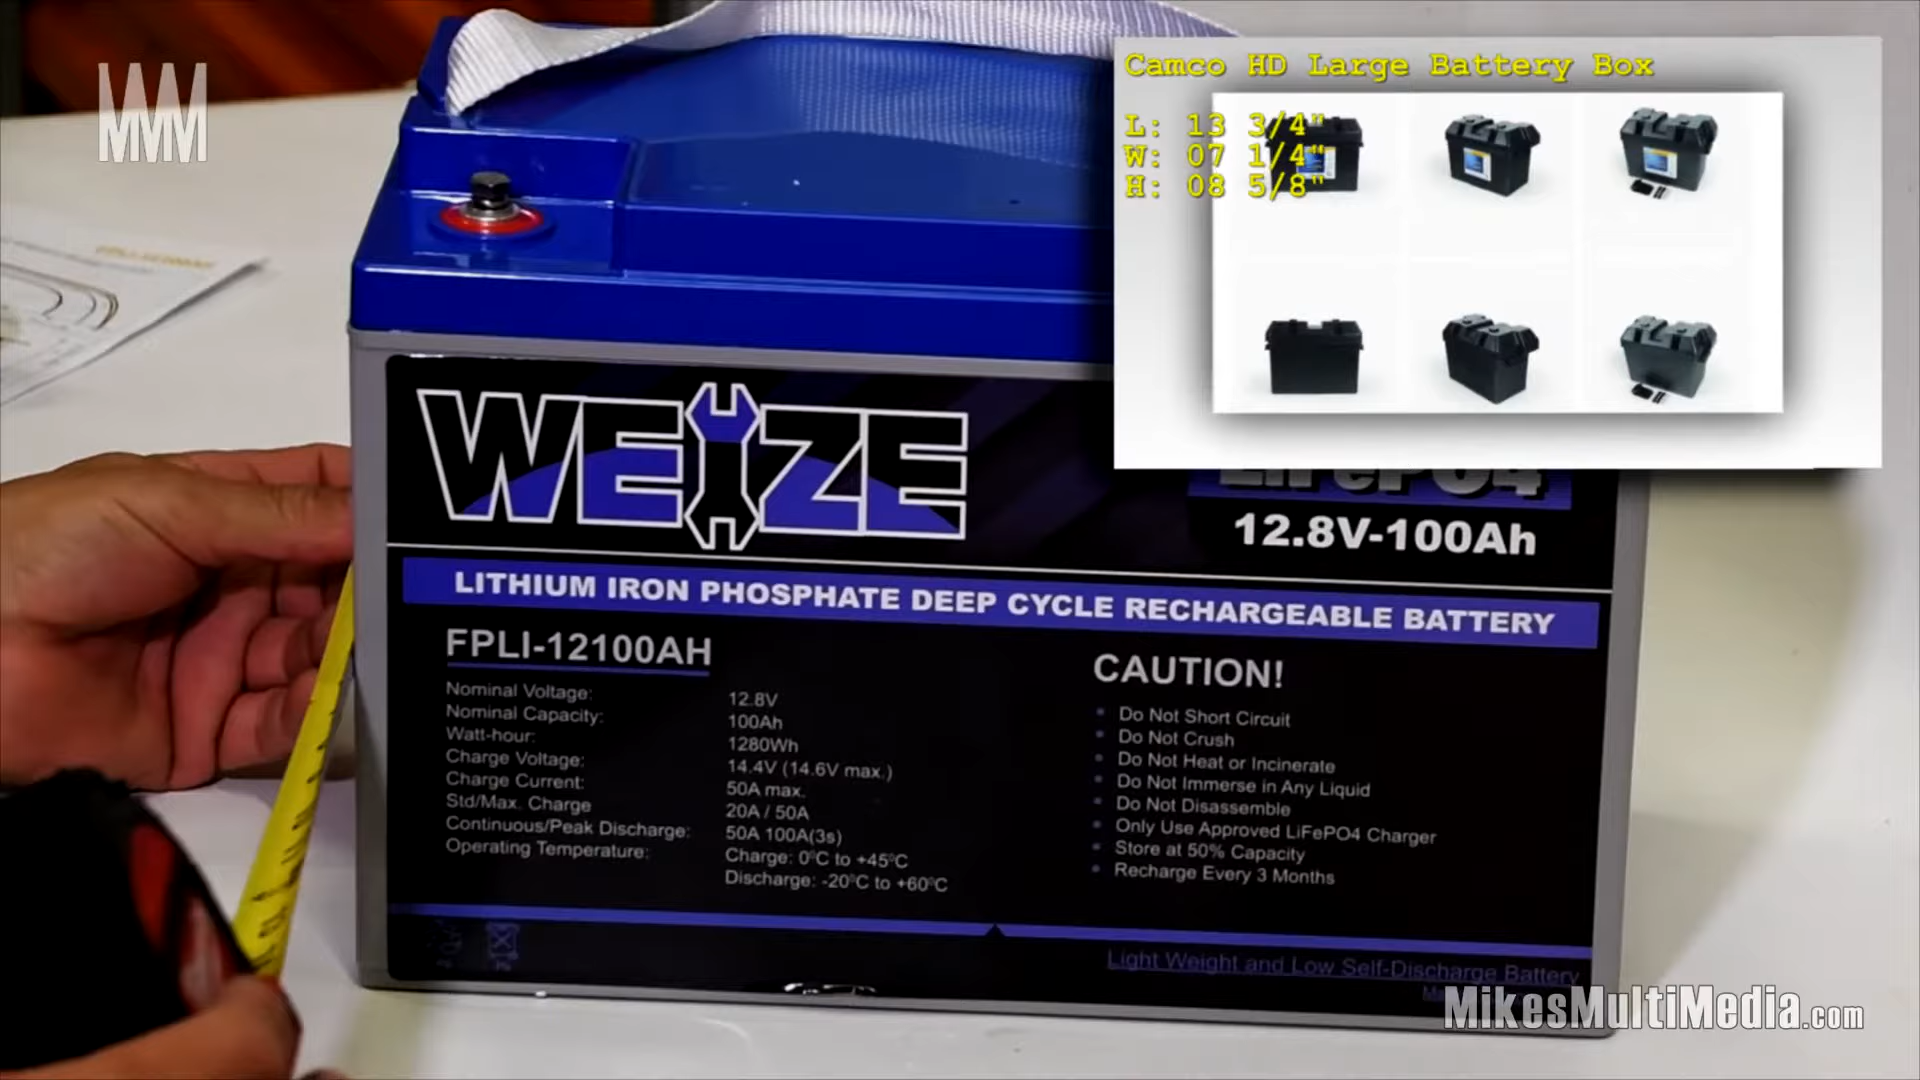 MMM
Camco HD Large Battery Box
L: 13 3/4"
W: 07 1/4"
H: 08 5/8"
FPLI-12100AH
WEIZE
LiFePO4
12.8V-100Ah
LITHIUM IRON PHOSPHATE DEEP CYCLE RECHARGEABLE BATTERY
FPLI-12100AH
Nominal Voltage: 12.8V
Nominal Capacity: 100Ah
Watt-hour: 1280Wh
Charge Voltage: 14.4V (14.6V max.)
Charge Current: 50A max.
Std/Max. Charge 20A / 50A
Continuous/Peak Discharge: 50A 100A(3s)
Operating Temperature: Charge: 0°C to +45°C
Discharge: -20°C to +60°C
CAUTION!
Do Not Short Circuit
Do Not Crush
Do Not Heat or Incinerate
Do Not Immerse in Any Liquid
Do Not Disassemble
Only Use Approved LiFePO4 Charger
Store at 50% Capacity
Recharge Every 3 Months
Light Weight and Low Self-Discharge Battery
MikesMultiMedia.com